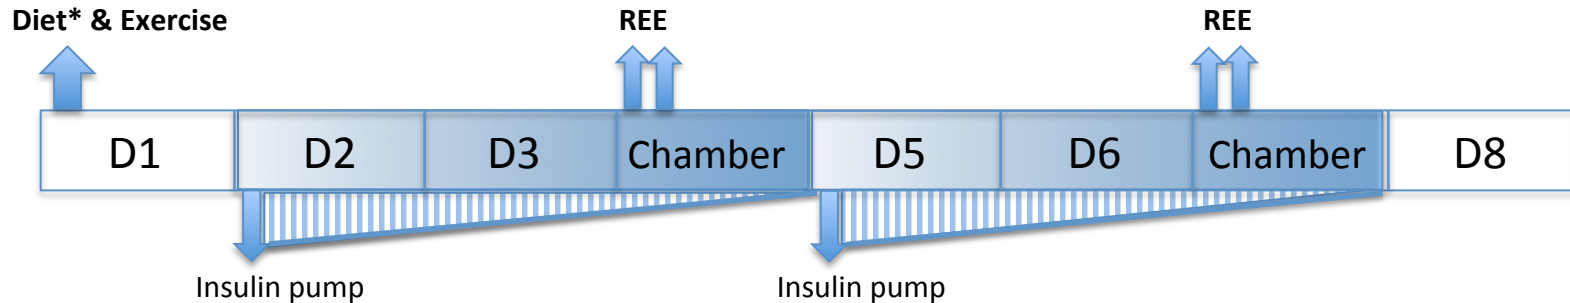 Diet* & Exercise
REE
REE
D1
D2
D3
Chamber
D5
D6
Chamber
D8
Insulin pump
Insulin pump